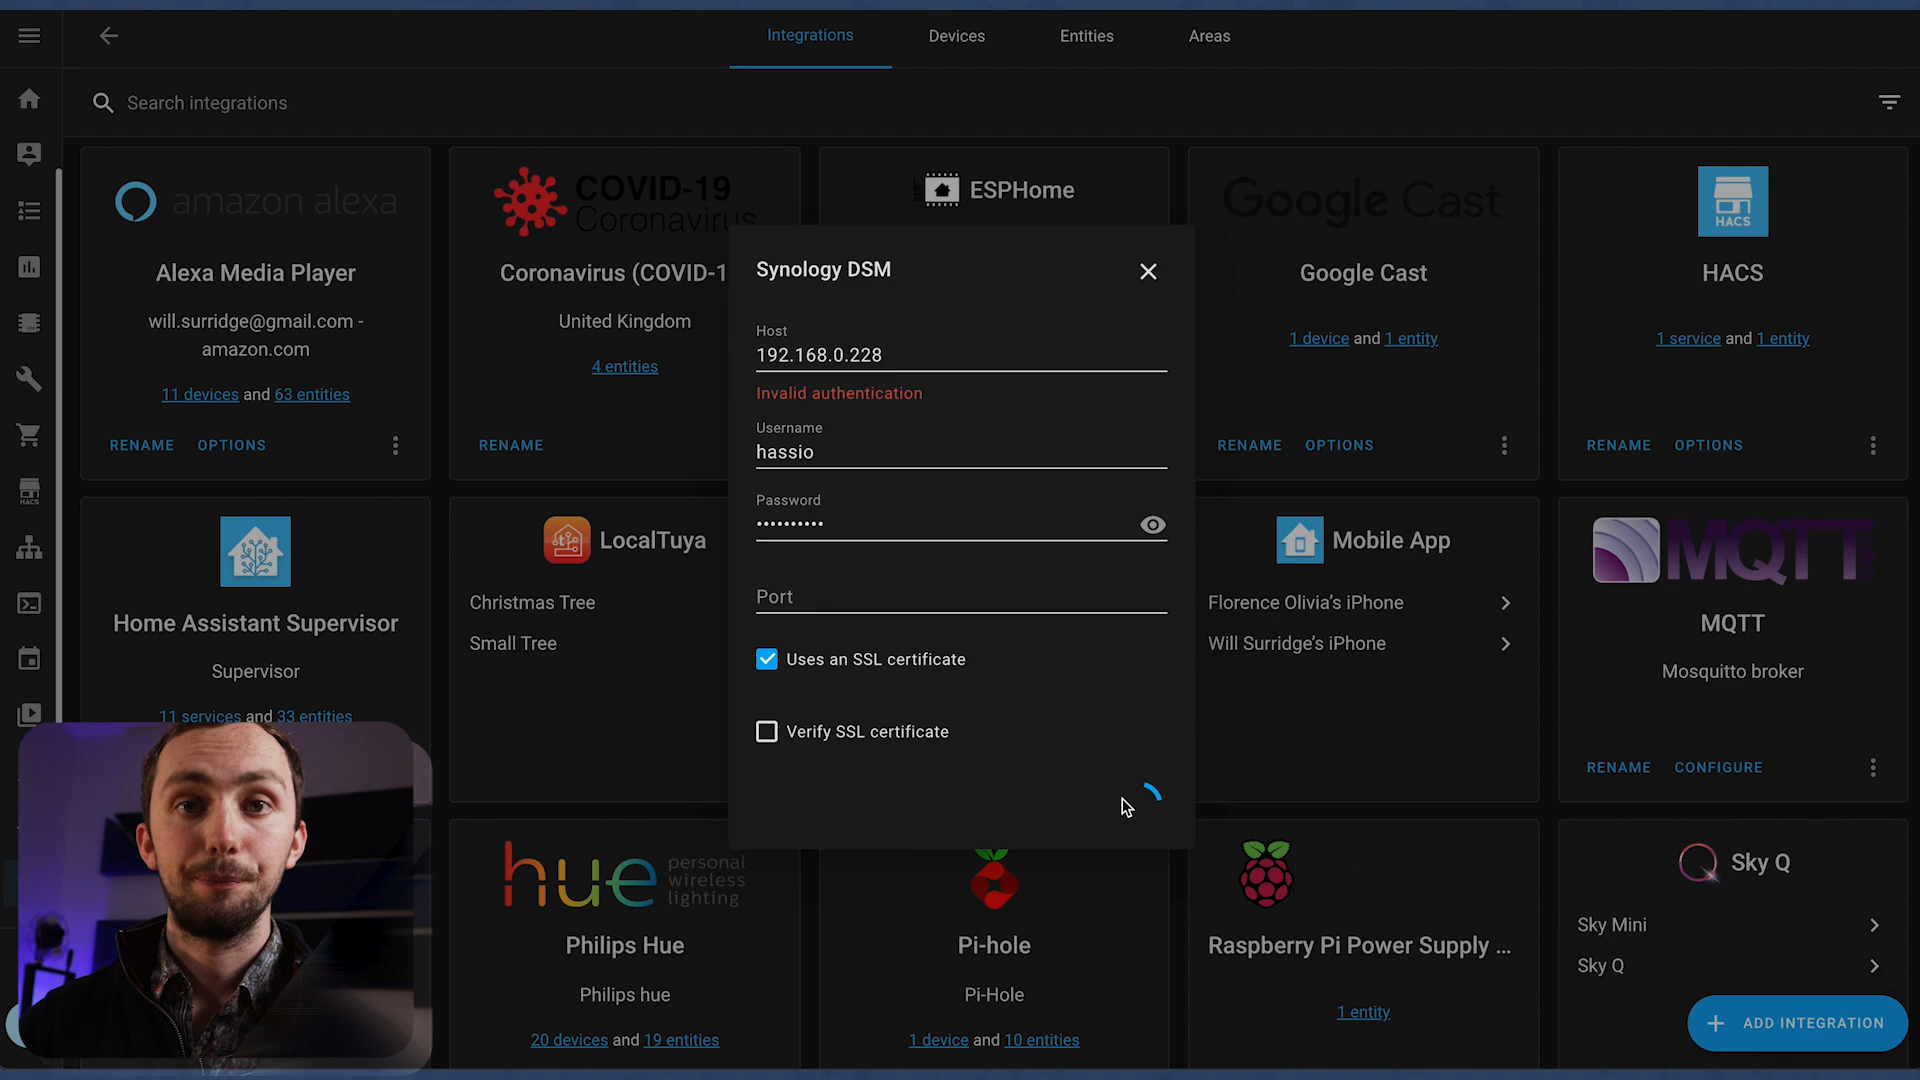 Integrations
Devices
Entities
Areas
Search integrations
amazon alexa
Alexa Media Player
will.surridge@gmail.com -
amazon.com
11 devices and 63 entities
RENAME
OPTIONS
COVID-19
Coronavirus
Coronavirus (COVID-1
United Kingdom
4 entities
RENAME
ESPHome
Google Cast
Google Cast
1 device and 1 entity
RENAME
OPTIONS
HACS
HACS
1 service and 1 entity
RENAME
OPTIONS
HACS
Synology DSM
Host
192.168.0.228
Invalid authentication
Username
hassio
Password
••••••••••
Port
Uses an SSL certificate
Verify SSL certificate
Home Assistant Supervisor
Supervisor
11 services and 33 entities
LocalTuya
Christmas Tree
Small Tree
Mobile App
Florence Olivia's iPhone
Will Surridge's iPhone
MQTT
MQTT
Mosquitto broker
RENAME
CONFIGURE
hue
personal
wireless
lighting
Philips Hue
Philips hue
20 devices and 19 entities
Pi-hole
Pi-Hole
1 device and 10 entities
Raspberry Pi Power Supply ...
1 entity
Sky Q
Sky Mini
Sky Q
ADD INTEGRATION